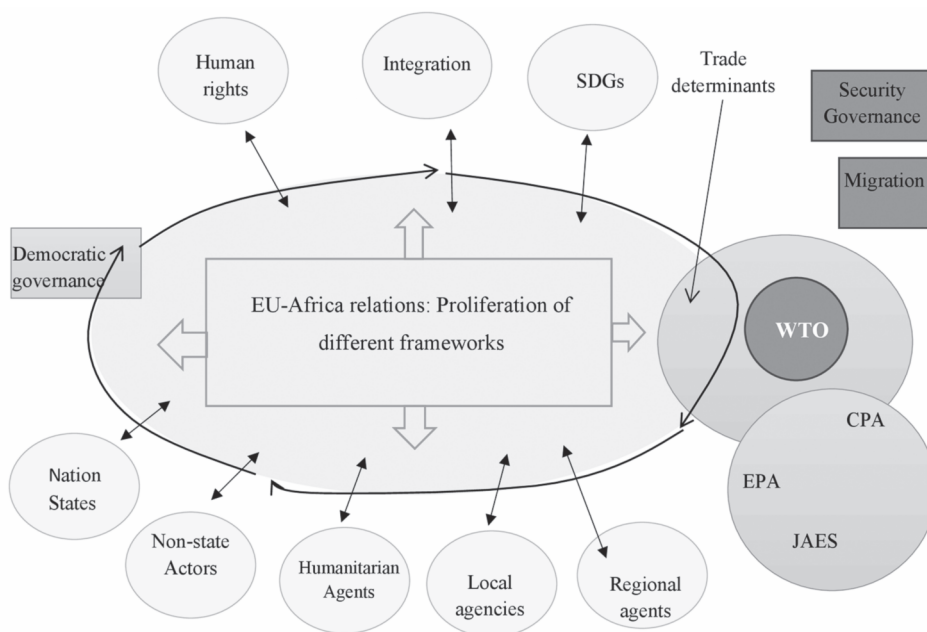 Human
rights
Integration
SDGs
Trade
determinants
Security
Governance
Migration
Democratic
governance
EU-Africa relations: Proliferation of
different frameworks
WTO
CPA
EPA
JAES
Nation
States
Non-state
Actors
Humanitarian
Agents
Local
agencies
Regional
agents